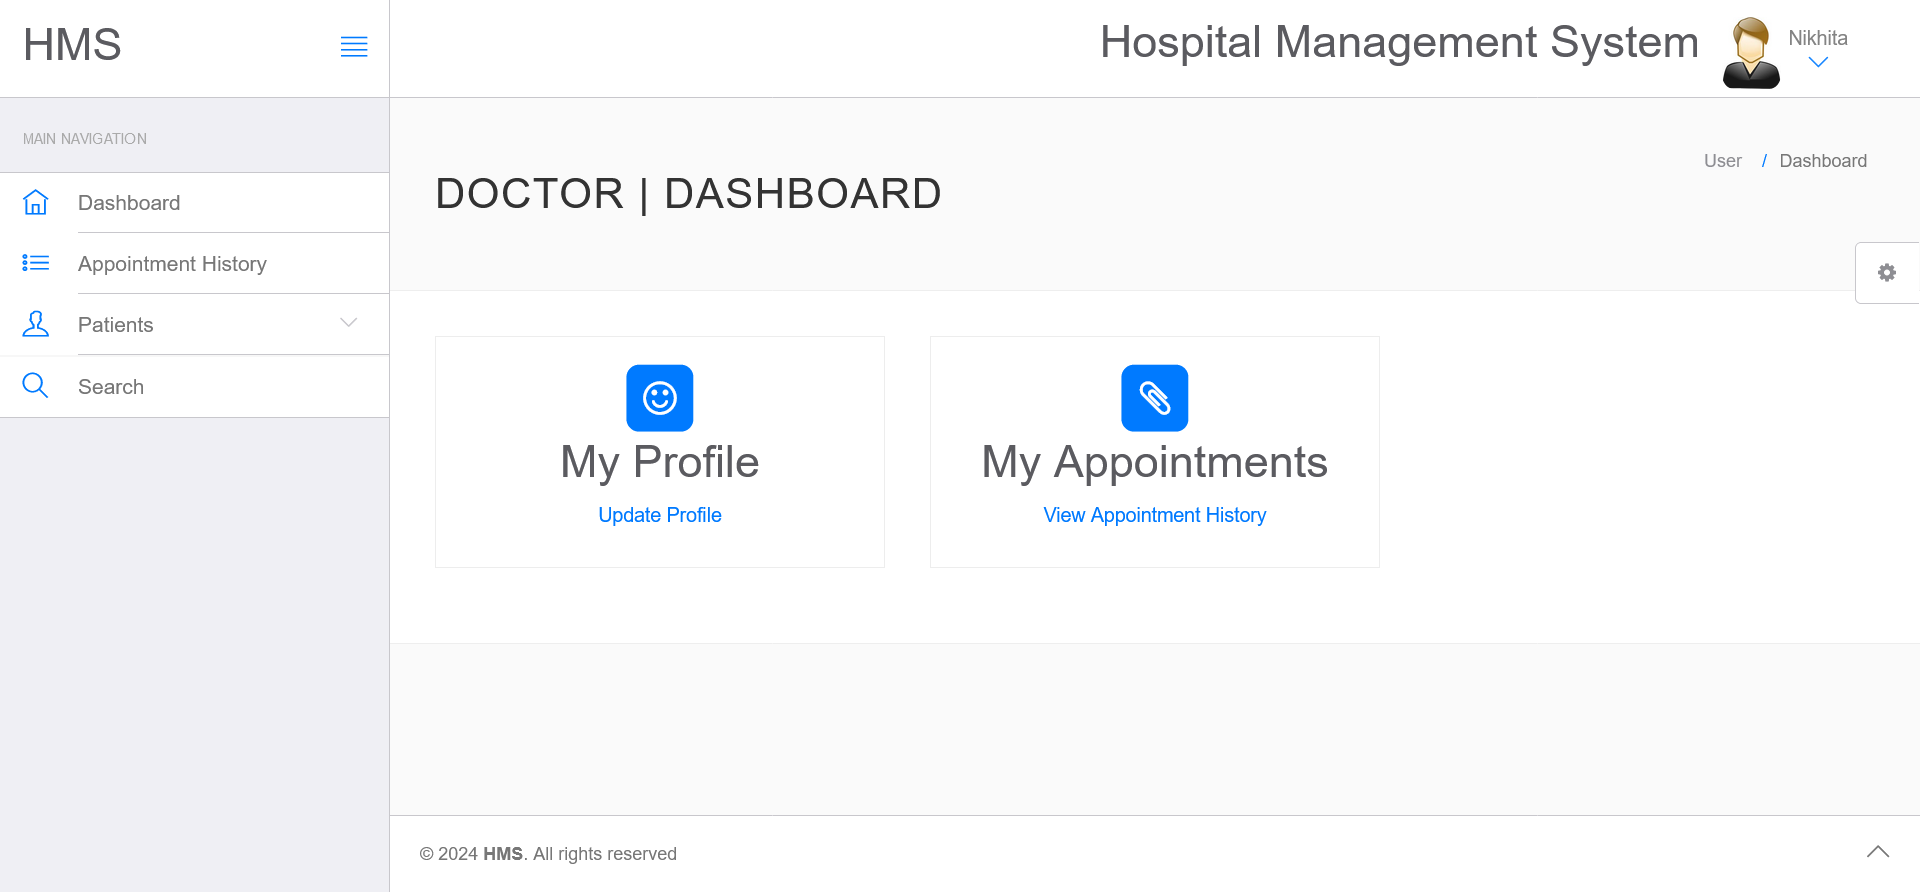 HMS
Hospital Management System
Nikhita
MAIN NAVIGATION
Dashboard
Appointment History
Patients
Search
User / Dashboard
DOCTOR | DASHBOARD
My Profile
Update Profile
My Appointments
View Appointment History
© 2024 HMS. All rights reserved